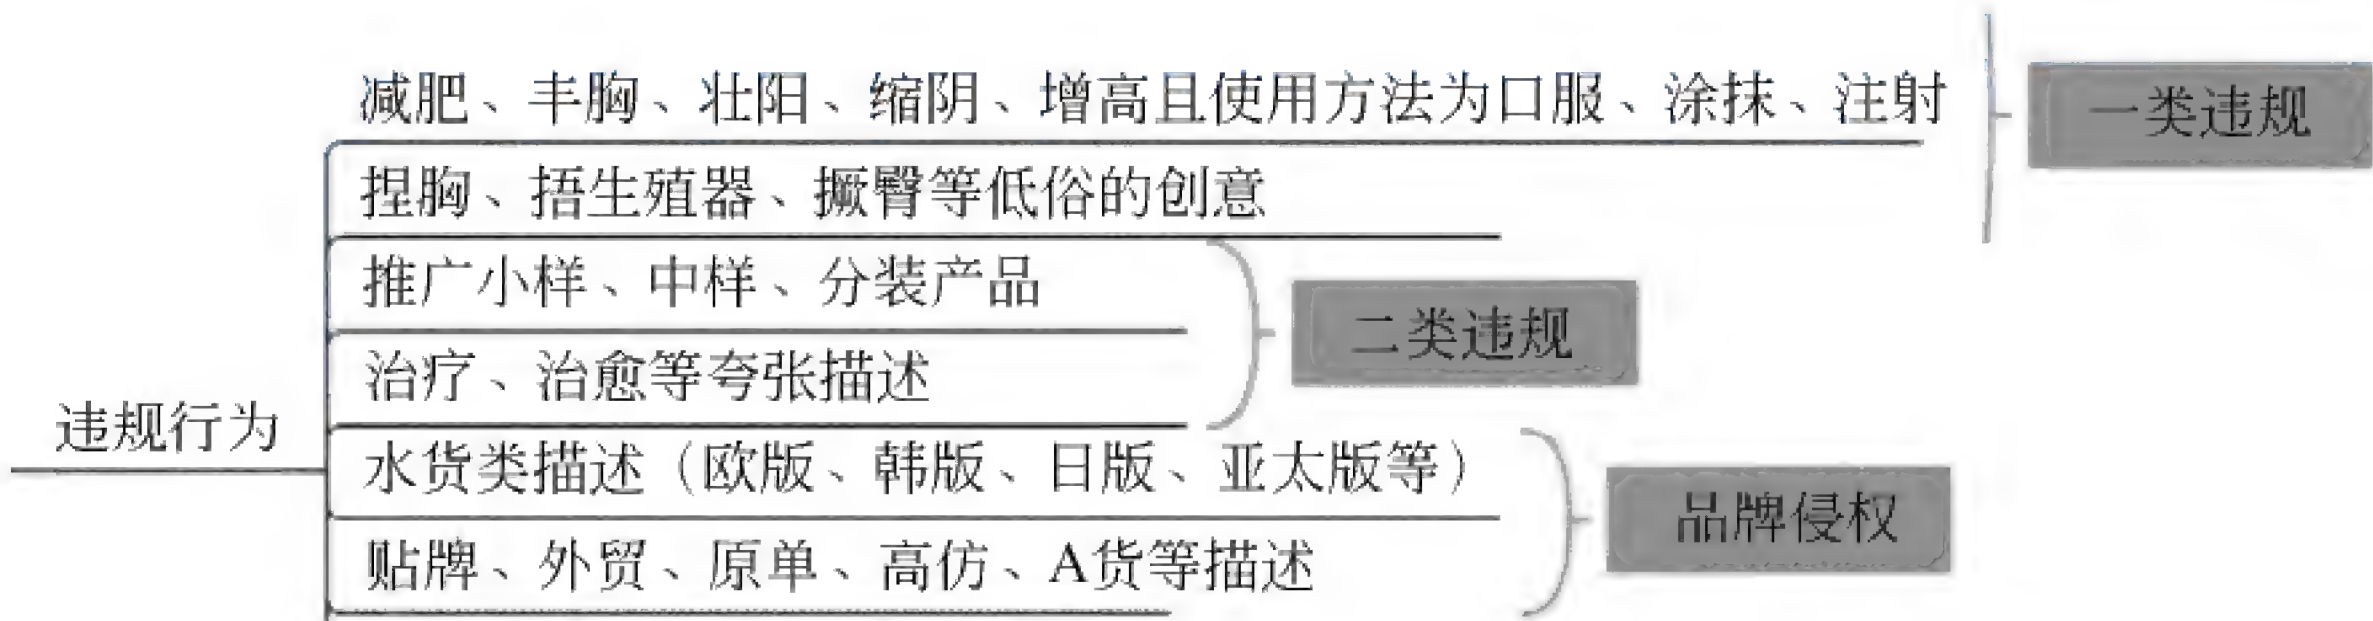 减肥、丰胸、壮阳、缩阴、增高且使用方法为口服、涂抹、注射
一类违规
捏胸、捂生殖器、撅臀等低俗的创意
推广小样、中样、分装产品
二类违规
治疗、治愈等夸张描述
违规行为
水货类描述（欧版、韩版、日版、亚太版等）
品牌侵权
贴牌、外贸、原单、高仿、A货等描述